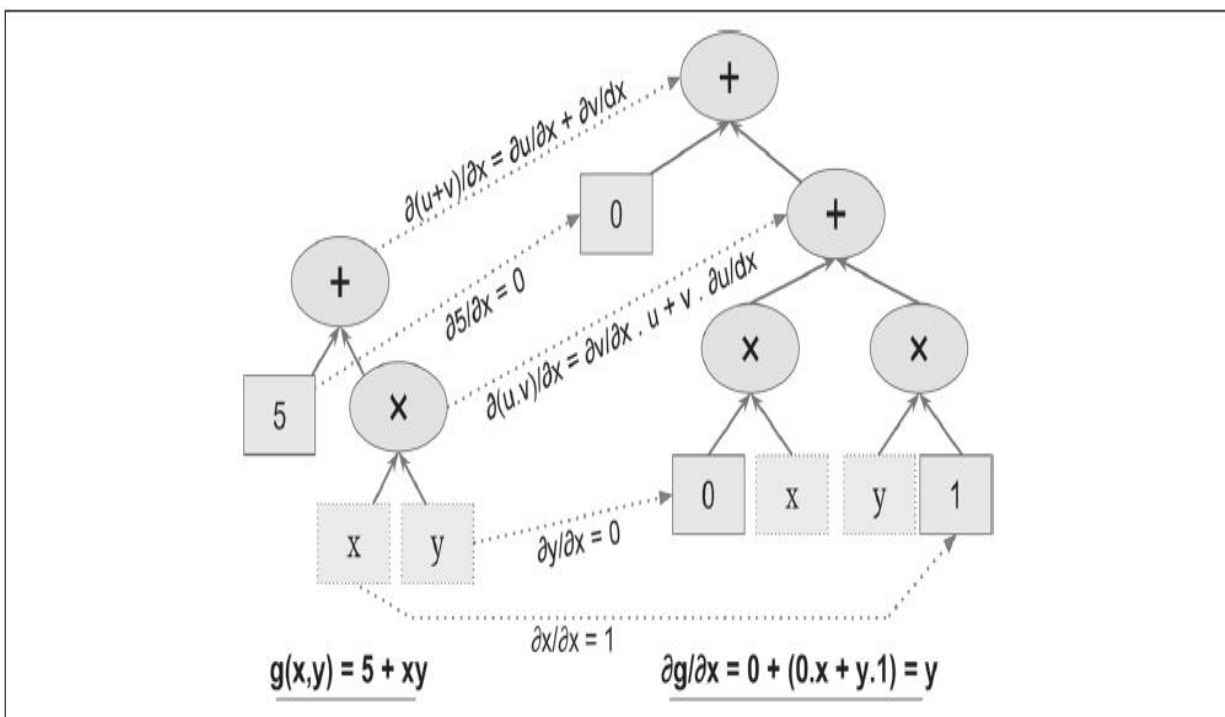 +
∂(u+v)/∂x = ∂u/∂x + ∂v/dx
0
+
+
∂5/∂x = 0
∂(u.v)/∂x = ∂v/∂x . u + v . ∂u/dx
×
×
5
×
0
x
y
1
x
y
∂y/∂x = 0
∂x/∂x = 1
g(x,y) = 5 + xy
∂g/∂x = 0 + (0.x + y.1) = y